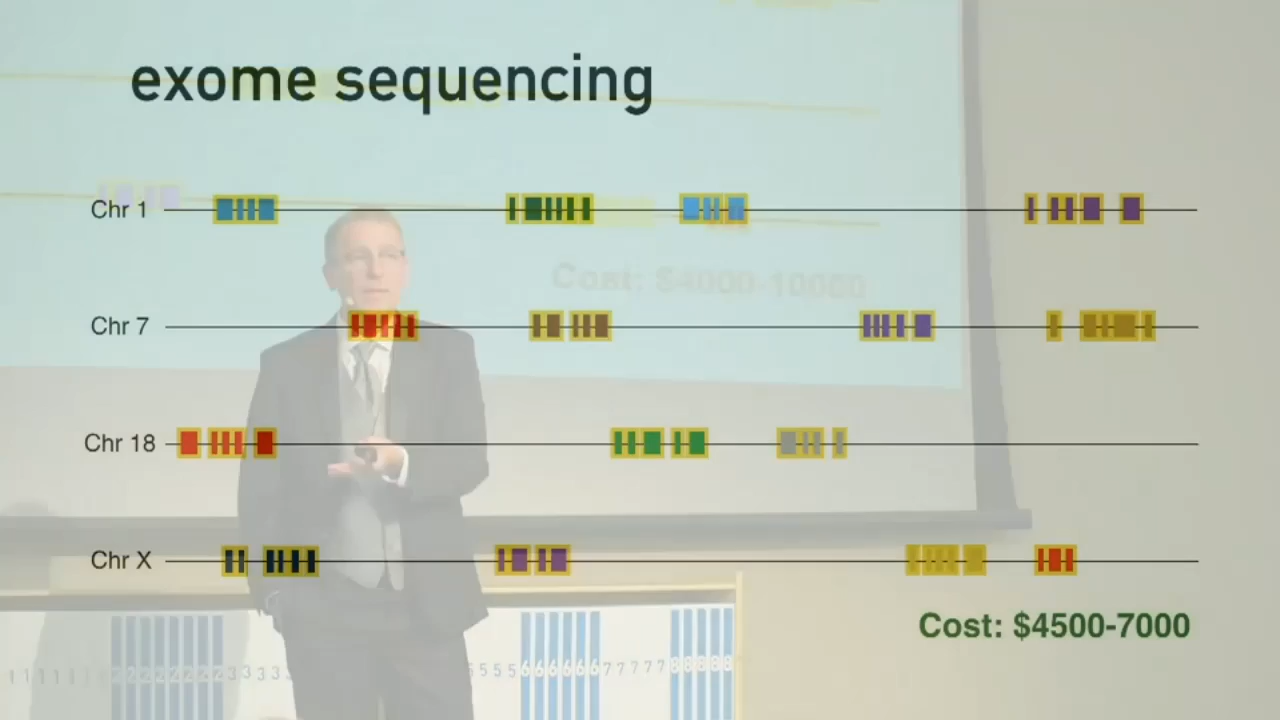 exome sequencing
Chr 1
Cost: $4000-10000
Chr 7
Chr 18
Chr X
Cost: $4500-7000